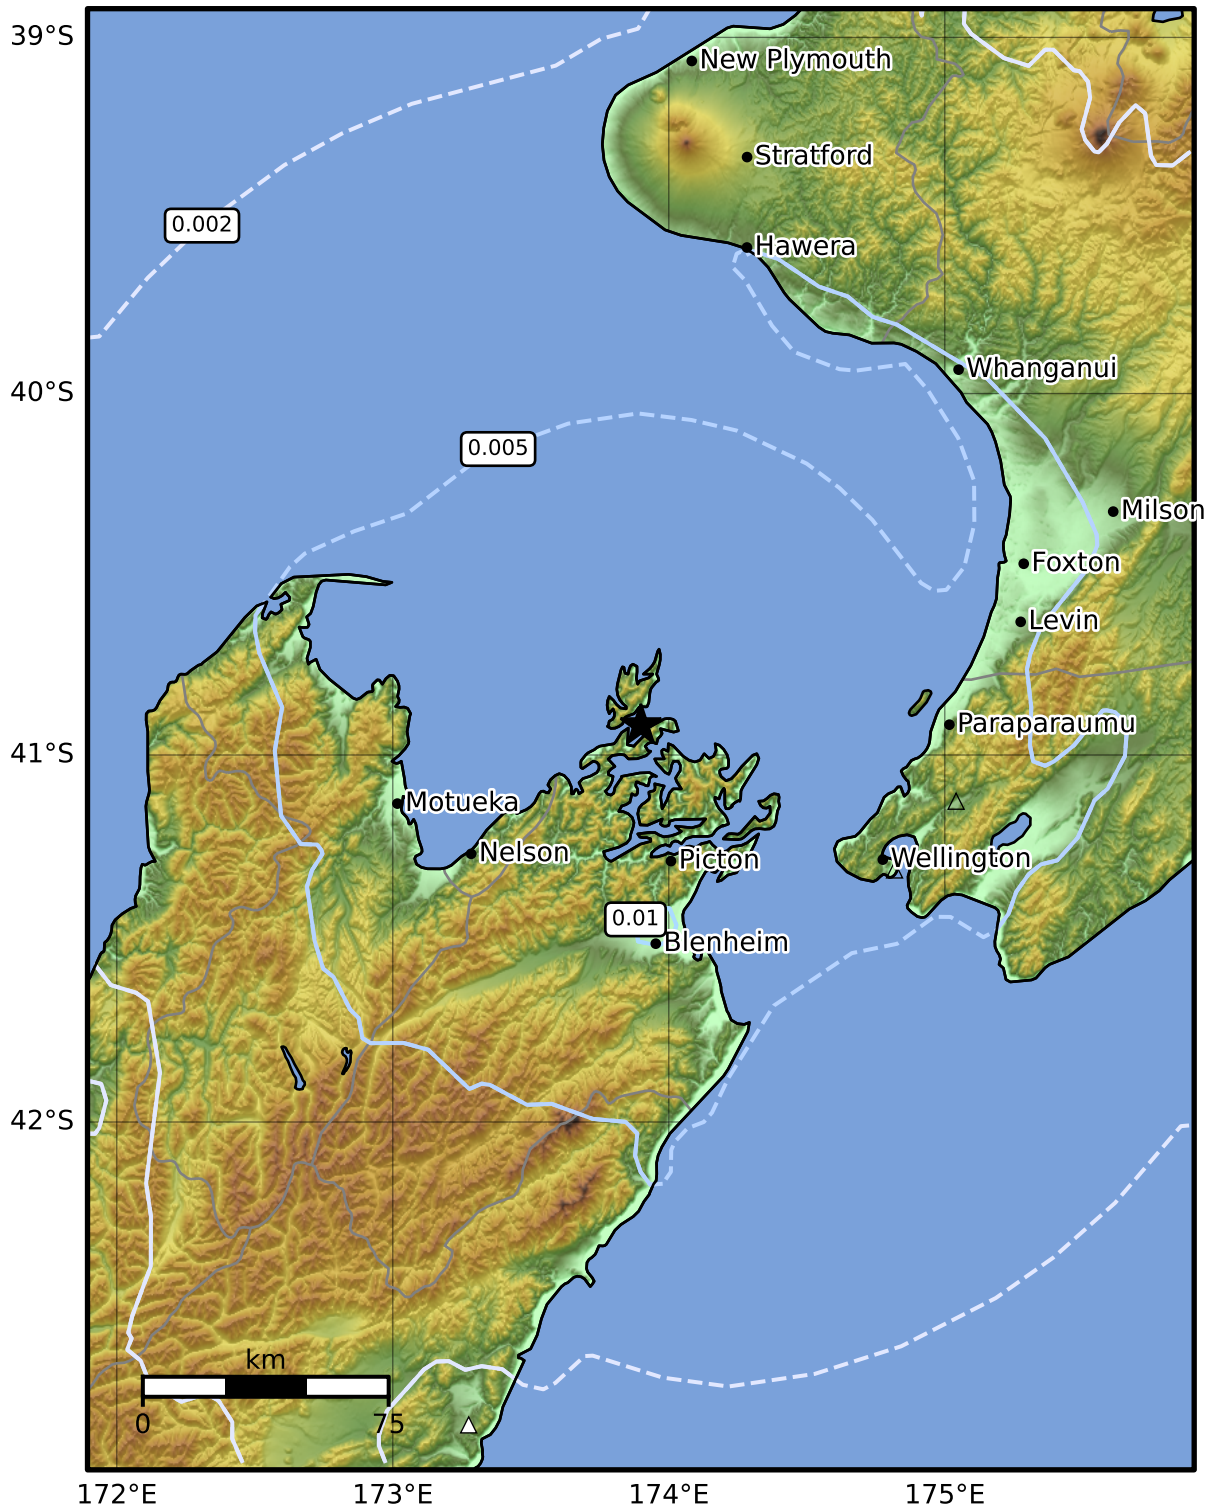 39°S
New Plymouth
Stratford
0.002
Hawera
Whanganui
40°S
0.005
Milson
Foxton
Levin
Paraparaumu
41°S
Motueka
Nelson
Picton
Wellington
0.01
Blenheim
42°S
km
0
75
172°E
173°E
174°E
175°E